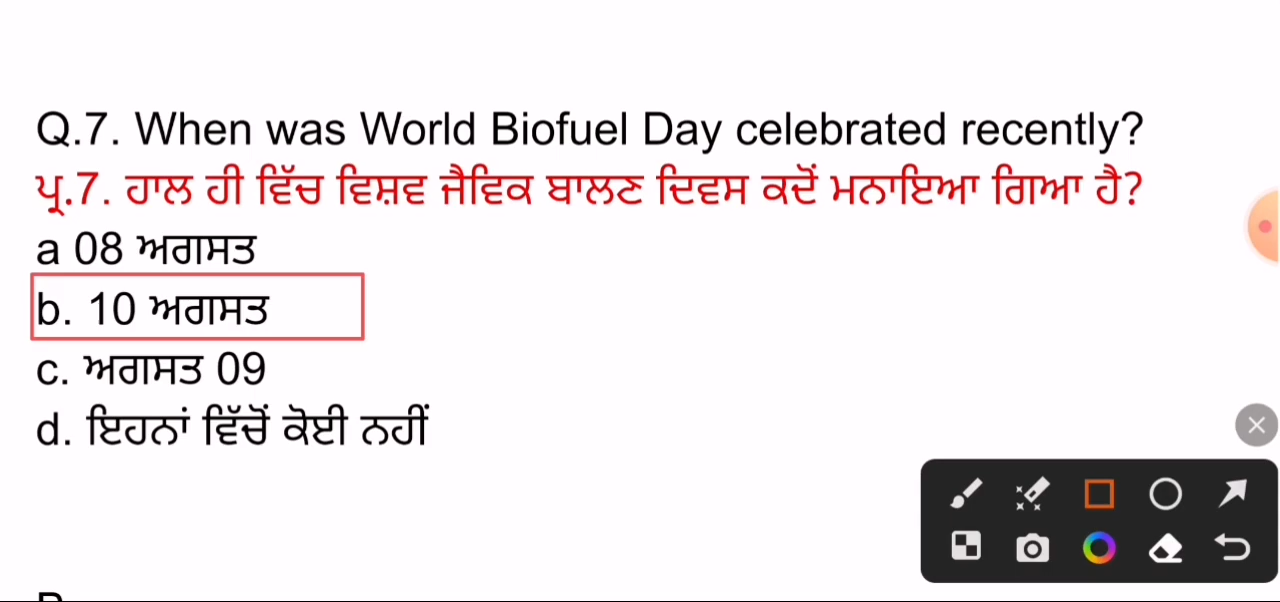 Q.7. When was World Biofuel Day celebrated recently?
ਪ੍ਰ.7. ਹਾਲ ਹੀ ਵਿੱਚ ਵਿਸ਼ਵ ਜੈਵਿਕ ਬਾਲਣ ਦਿਵਸ ਕਦੋਂ ਮਨਾਇਆ ਗਿਆ ਹੈ?
a 08 ਅਗਸਤ
b. 10 ਅਗਸਤ
c. ਅਗਸਤ 09
d. ਇਹਨਾਂ ਵਿੱਚੋਂ ਕੋਈ ਨਹੀਂ